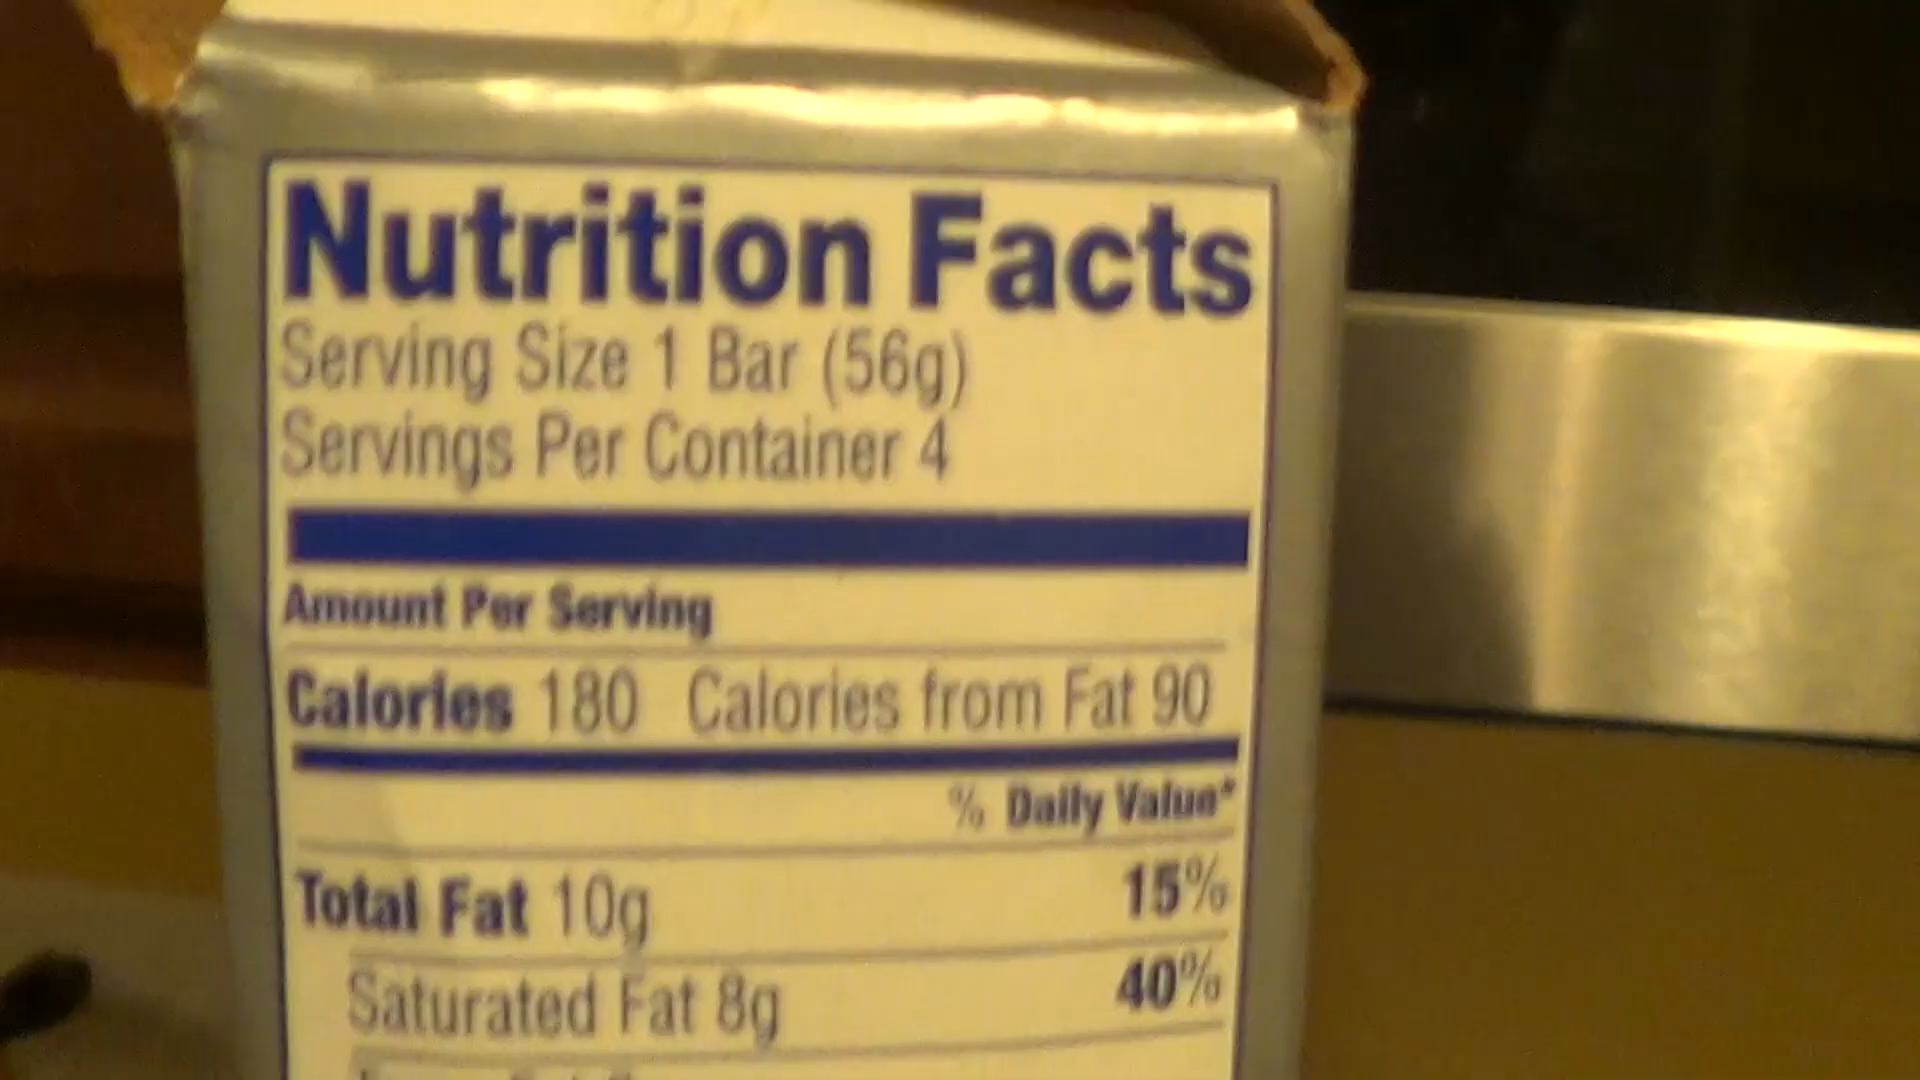 Nutrition Facts
Serving Size 1 Bar (56g)
Servings Per Container 4
Amount Per Serving
Calories 180 Calories from Fat 90
% Daily Value*
Total Fat 10g 15%
Saturated Fat 8g 40%